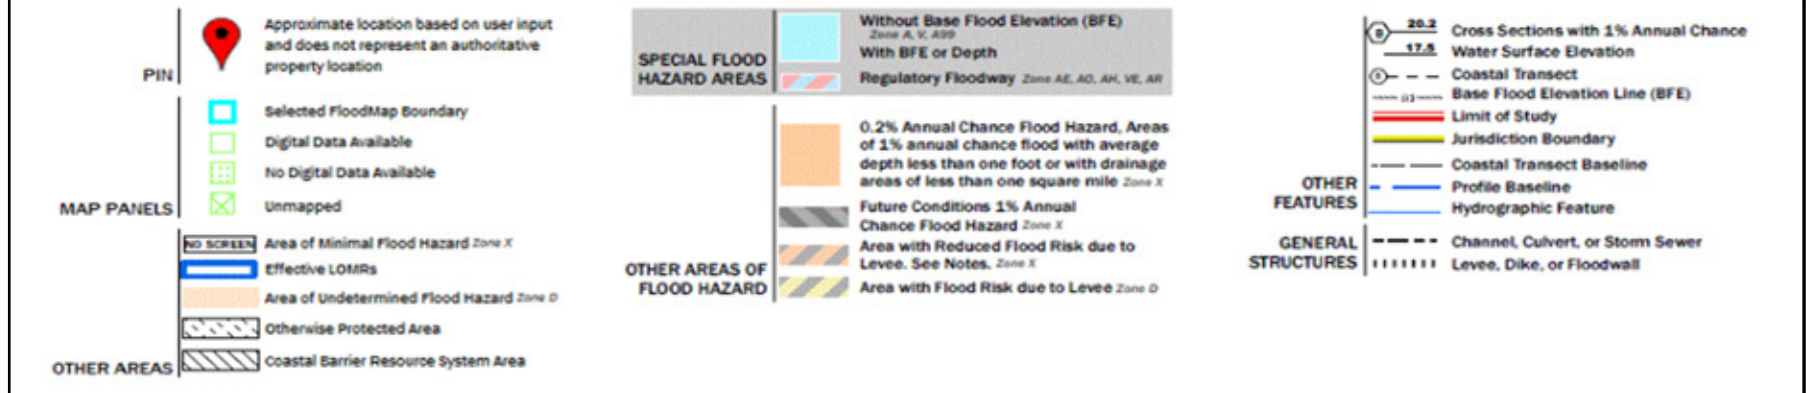 Approximate location based on user input
and does not represent an authoritative
property location
PIN
Selected FloodMap Boundary
Digital Data Available
No Digital Data Available
Unmapped
MAP PANELS
NO SCREEN Area of Minimal Flood Hazard Zone X
Effective LOMRs
Area of Undetermined Flood Hazard Zone D
Otherwise Protected Area
Coastal Barrier Resource System Area
OTHER AREAS
Without Base Flood Elevation (BFE)
Zone A, V, A99
With BFE or Depth
SPECIAL FLOOD
HAZARD AREAS
Regulatory Floodway Zone AE, AO, AH, VE, AR
0.2% Annual Chance Flood Hazard, Areas
of 1% annual chance flood with average
depth less than one foot or with drainage
areas of less than one square mile Zone X
Future Conditions 1% Annual
Chance Flood Hazard Zone X
Area with Reduced Flood Risk due to
Levee. See Notes. Zone X
OTHER AREAS OF
FLOOD HAZARD
Area with Flood Risk due to Levee Zone D
20.2
Cross Sections with 1% Annual Chance
17.5
Water Surface Elevation
Coastal Transect
Base Flood Elevation Line (BFE)
Limit of Study
Jurisdiction Boundary
Coastal Transect Baseline
OTHER
FEATURES
Profile Baseline
Hydrographic Feature
GENERAL
STRUCTURES
Channel, Culvert, or Storm Sewer
Levee, Dike, or Floodwall